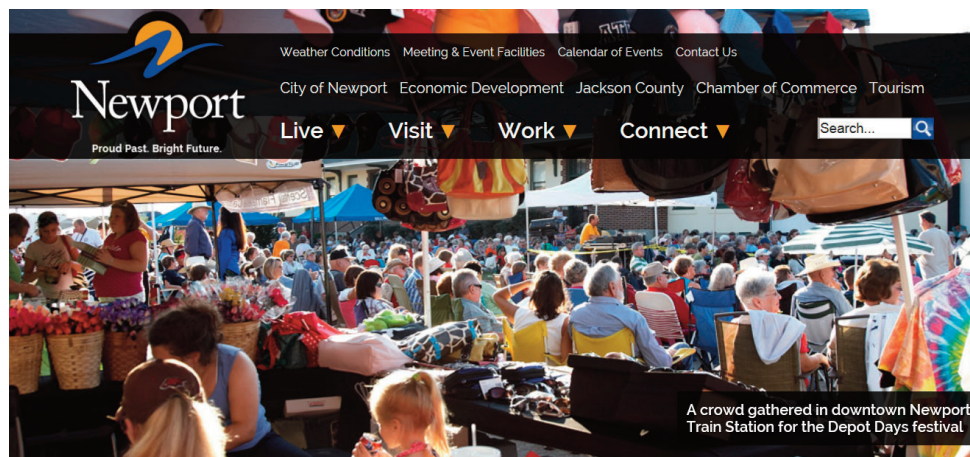 Weather Conditions Meeting & Event Facilities Calendar of Events Contact Us
City of Newport Economic Development Jackson County Chamber of Commerce Tourism
Newport
Proud Past. Bright Future.
Live ▼ Visit ▼ Work ▼ Connect ▼
Search...
A crowd gathered in downtown Newport
Train Station for the Depot Days festival